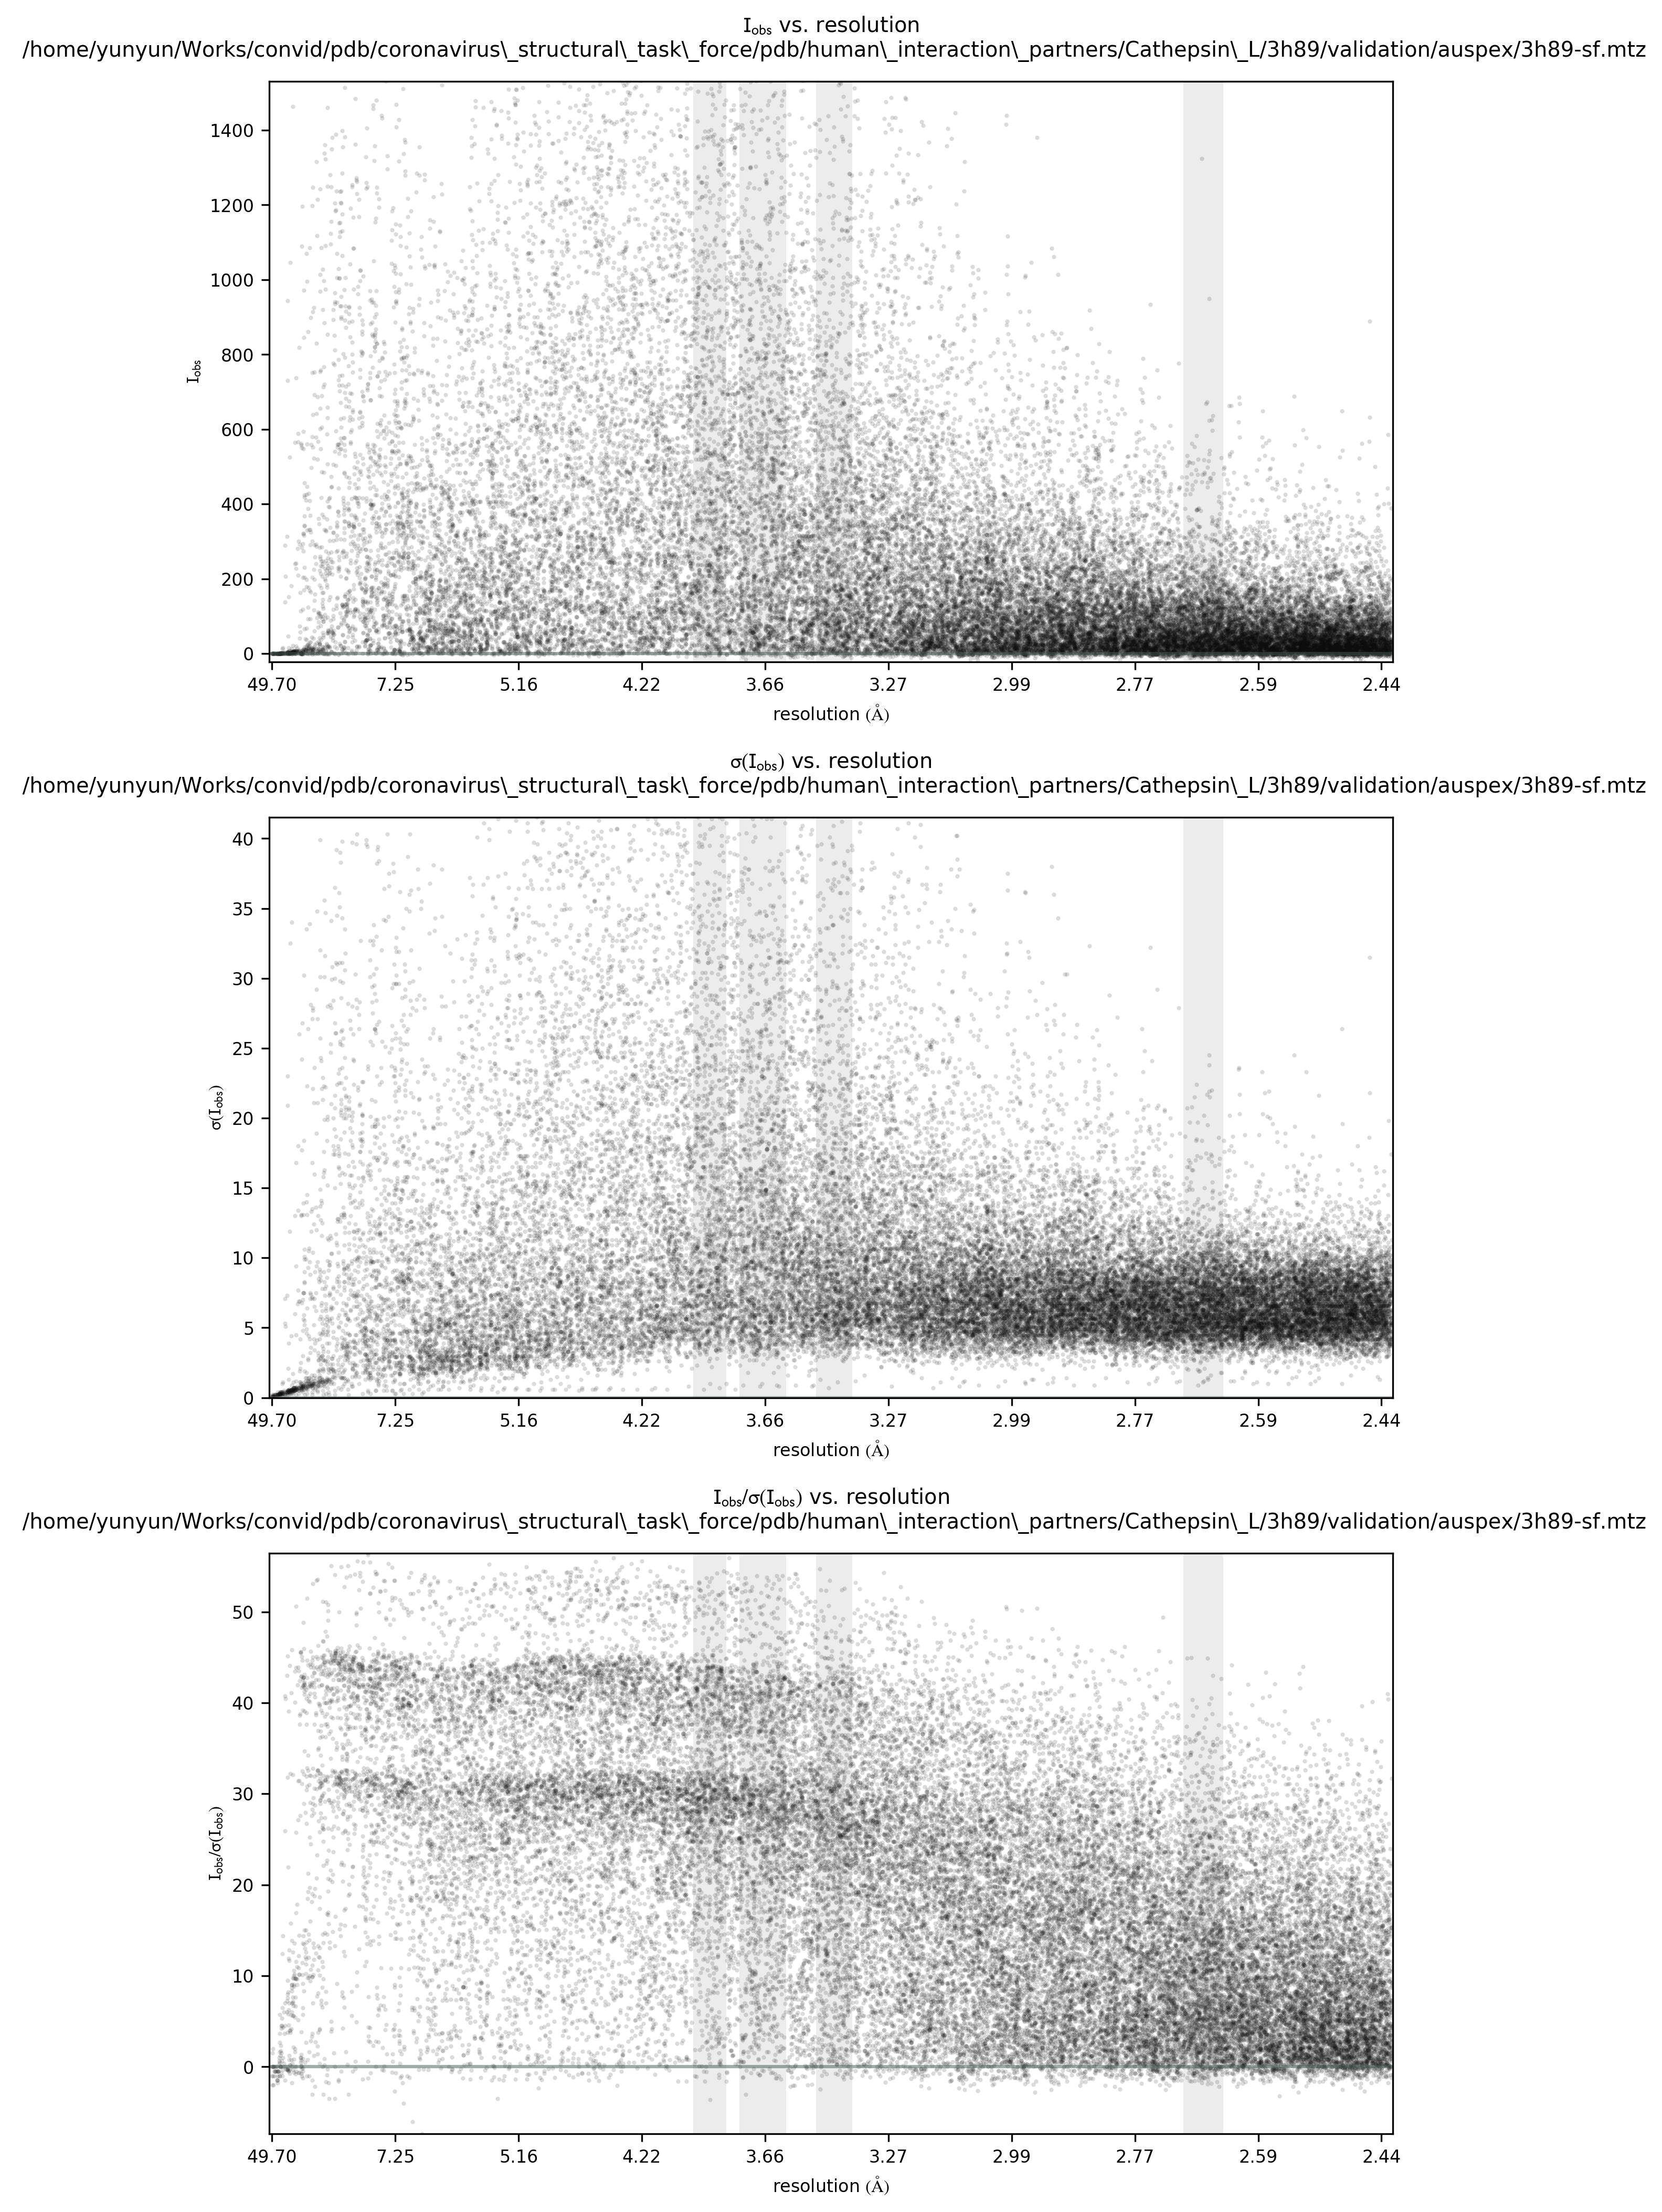 Iobs vs. resolution
/home/yunyun/Works/convid/pdb/coronavirus\_structural\_task\_force/pdb/human\_interaction\_partners/Cathepsin\_L/3h89/validation/auspex/3h89-sf.mtz
1400
1200
1000
800
600
400
200
0
Iobs
49.70 7.25 5.16 4.22 3.66 3.27 2.99 2.77 2.59 2.44
resolution (Å)
σ(Iobs) vs. resolution
/home/yunyun/Works/convid/pdb/coronavirus\_structural\_task\_force/pdb/human\_interaction\_partners/Cathepsin\_L/3h89/validation/auspex/3h89-sf.mtz
40
35
30
25
20
15
10
5
0
σ(Iobs)
49.70 7.25 5.16 4.22 3.66 3.27 2.99 2.77 2.59 2.44
resolution (Å)
Iobs/σ(Iobs) vs. resolution
/home/yunyun/Works/convid/pdb/coronavirus\_structural\_task\_force/pdb/human\_interaction\_partners/Cathepsin\_L/3h89/validation/auspex/3h89-sf.mtz
50
40
30
20
10
0
Iobs/σ(Iobs)
49.70 7.25 5.16 4.22 3.66 3.27 2.99 2.77 2.59 2.44
resolution (Å)